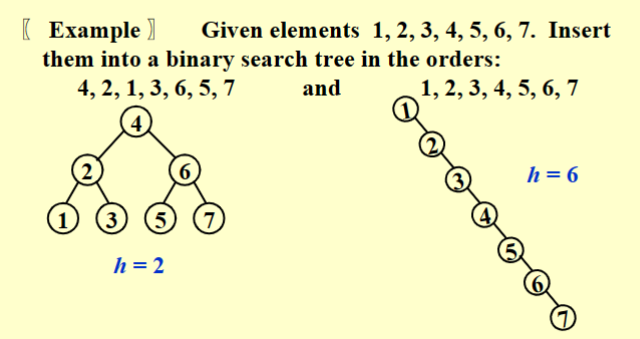 〖 Example 〗 Given elements 1, 2, 3, 4, 5, 6, 7. Insert
them into a binary search tree in the orders:
4, 2, 1, 3, 6, 5, 7 and 1, 2, 3, 4, 5, 6, 7
4
2 6
1 3 5 7
h = 2
1
2
3
4
5
6
7
h = 6